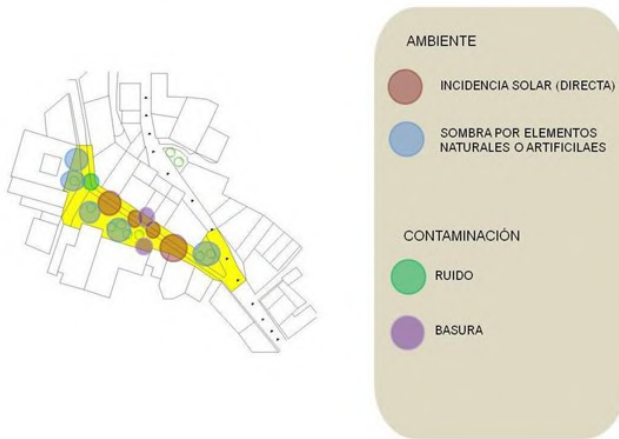 AMBIENTE
INCIDENCIA SOLAR (DIRECTA)
SOMBRA POR ELEMENTOS
NATURALES O ARTIFICILAES
CONTAMINACIÓN
RUIDO
BASURA